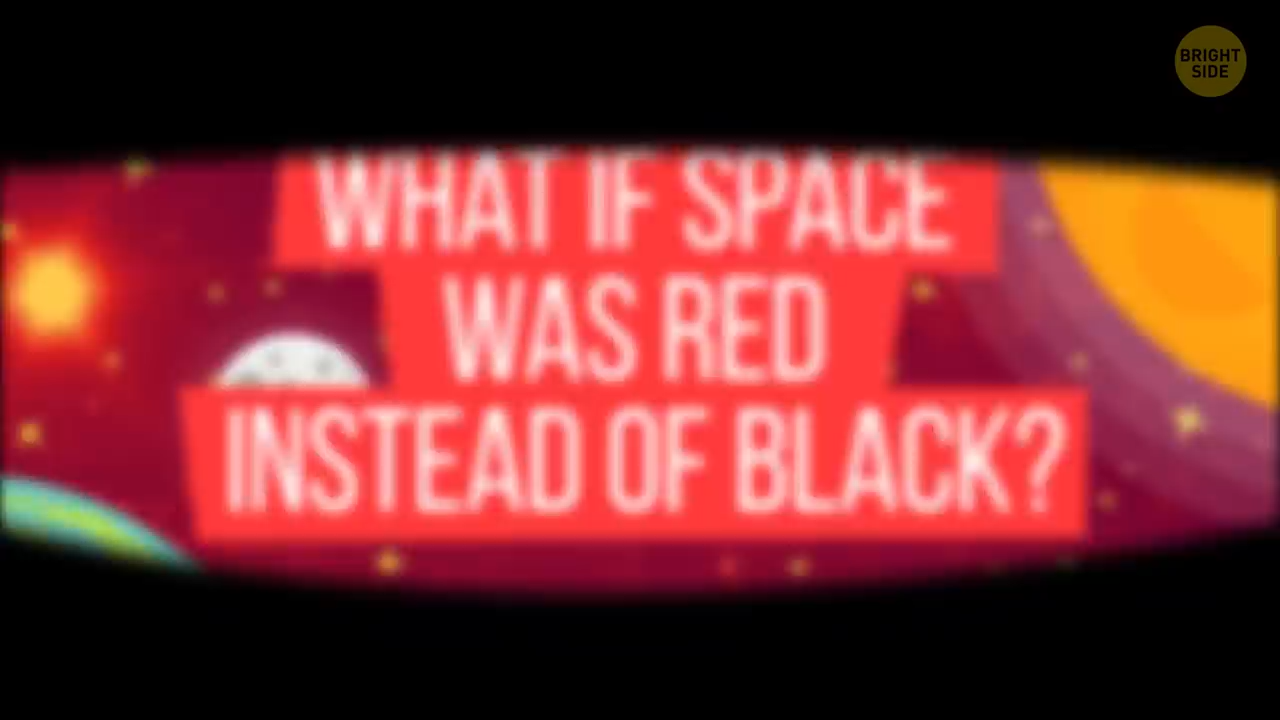 BRIGHT
SIDE
WHAT IF SPACE
WAS RED
INSTEAD OF BLACK?